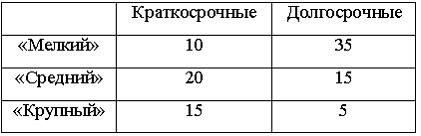 Краткосрочные Долгосрочные
«Мелкий» 10 35
«Средний» 20 15
«Крупный» 15 5